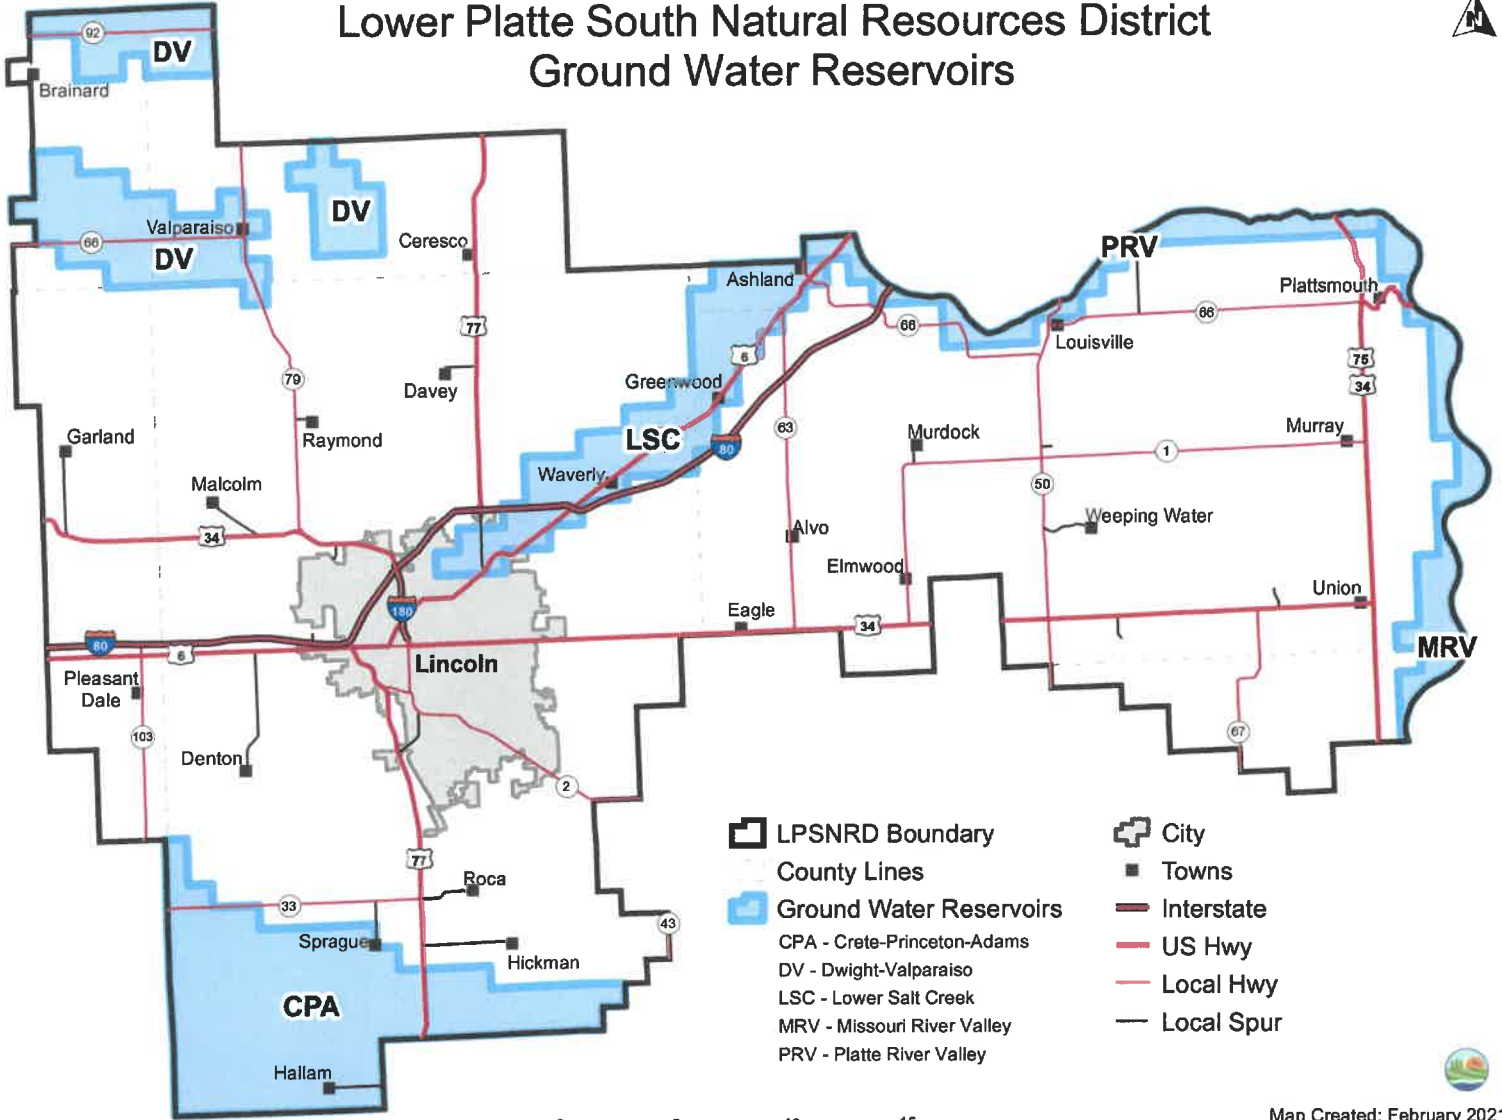 Lower Platte South Natural Resources District
Ground Water Reservoirs
N
92
DV
Brainard
DV
Valparaiso
66
DV
Ceresco
77
Ashland
PRV
Plattsmouth
66
66
Louisville
6
75
34
79
Davey
Greenwood
Garland
Raymond
LSC
63
80
Murdock
Murray
1
Malcolm
Waverly
50
34
Alvo
Weeping Water
Elmwood
180
Eagle
34
Union
80
6
Lincoln
MRV
Pleasant
Dale
103
Denton
67
2
77
Roca
33
43
Sprague
Hickman
CPA
Hallam
LPSNRD Boundary
County Lines
Ground Water Reservoirs
CPA - Crete-Princeton-Adams
DV - Dwight-Valparaiso
LSC - Lower Salt Creek
MRV - Missouri River Valley
PRV - Platte River Valley
City
Towns
Interstate
US Hwy
Local Hwy
Local Spur
Map Created: February 2021